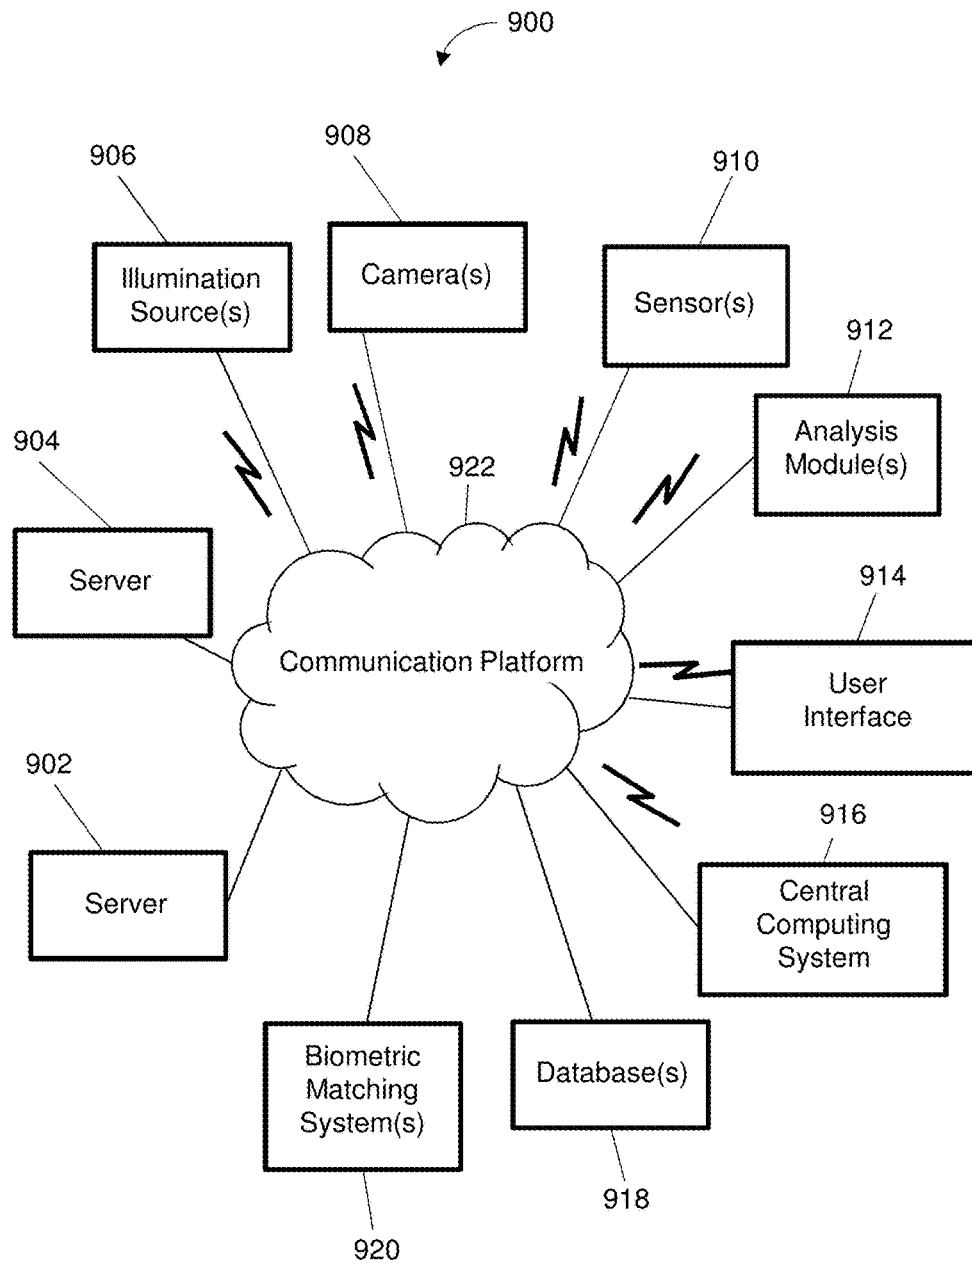 900
908
906
910
Illumination
Source(s)
Camera(s)
Sensor(s)
912
904
922
Analysis
Module(s)
Server
914
Communication Platform
User
Interface
902
916
Server
Central
Computing
System
Biometric
Matching
System(s)
Database(s)
918
920